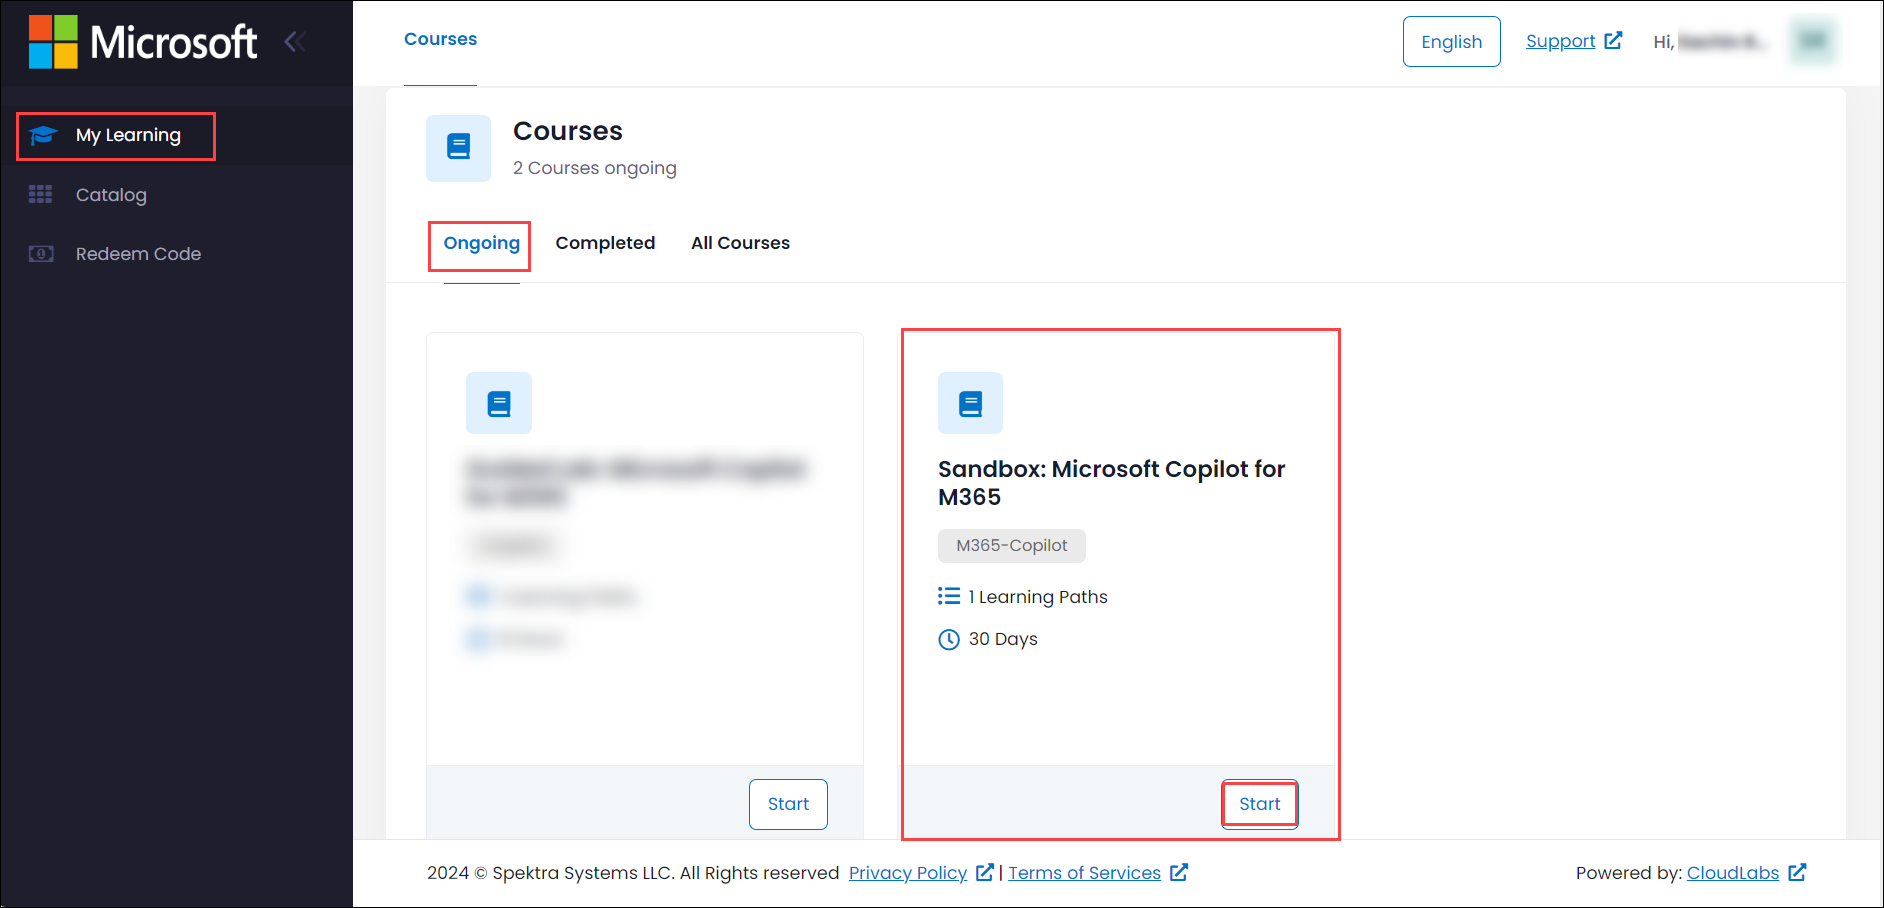 Microsoft
My Learning
Catalog
Redeem Code
Courses
English
Support
Hi,
Courses
2 Courses ongoing
Ongoing
Completed
All Courses
Start
Sandbox: Microsoft Copilot for
M365
M365-Copilot
1 Learning Paths
30 Days
Start
2024 © Spektra Systems LLC. All Rights reserved Privacy Policy | Terms of Services
Powered by: CloudLabs